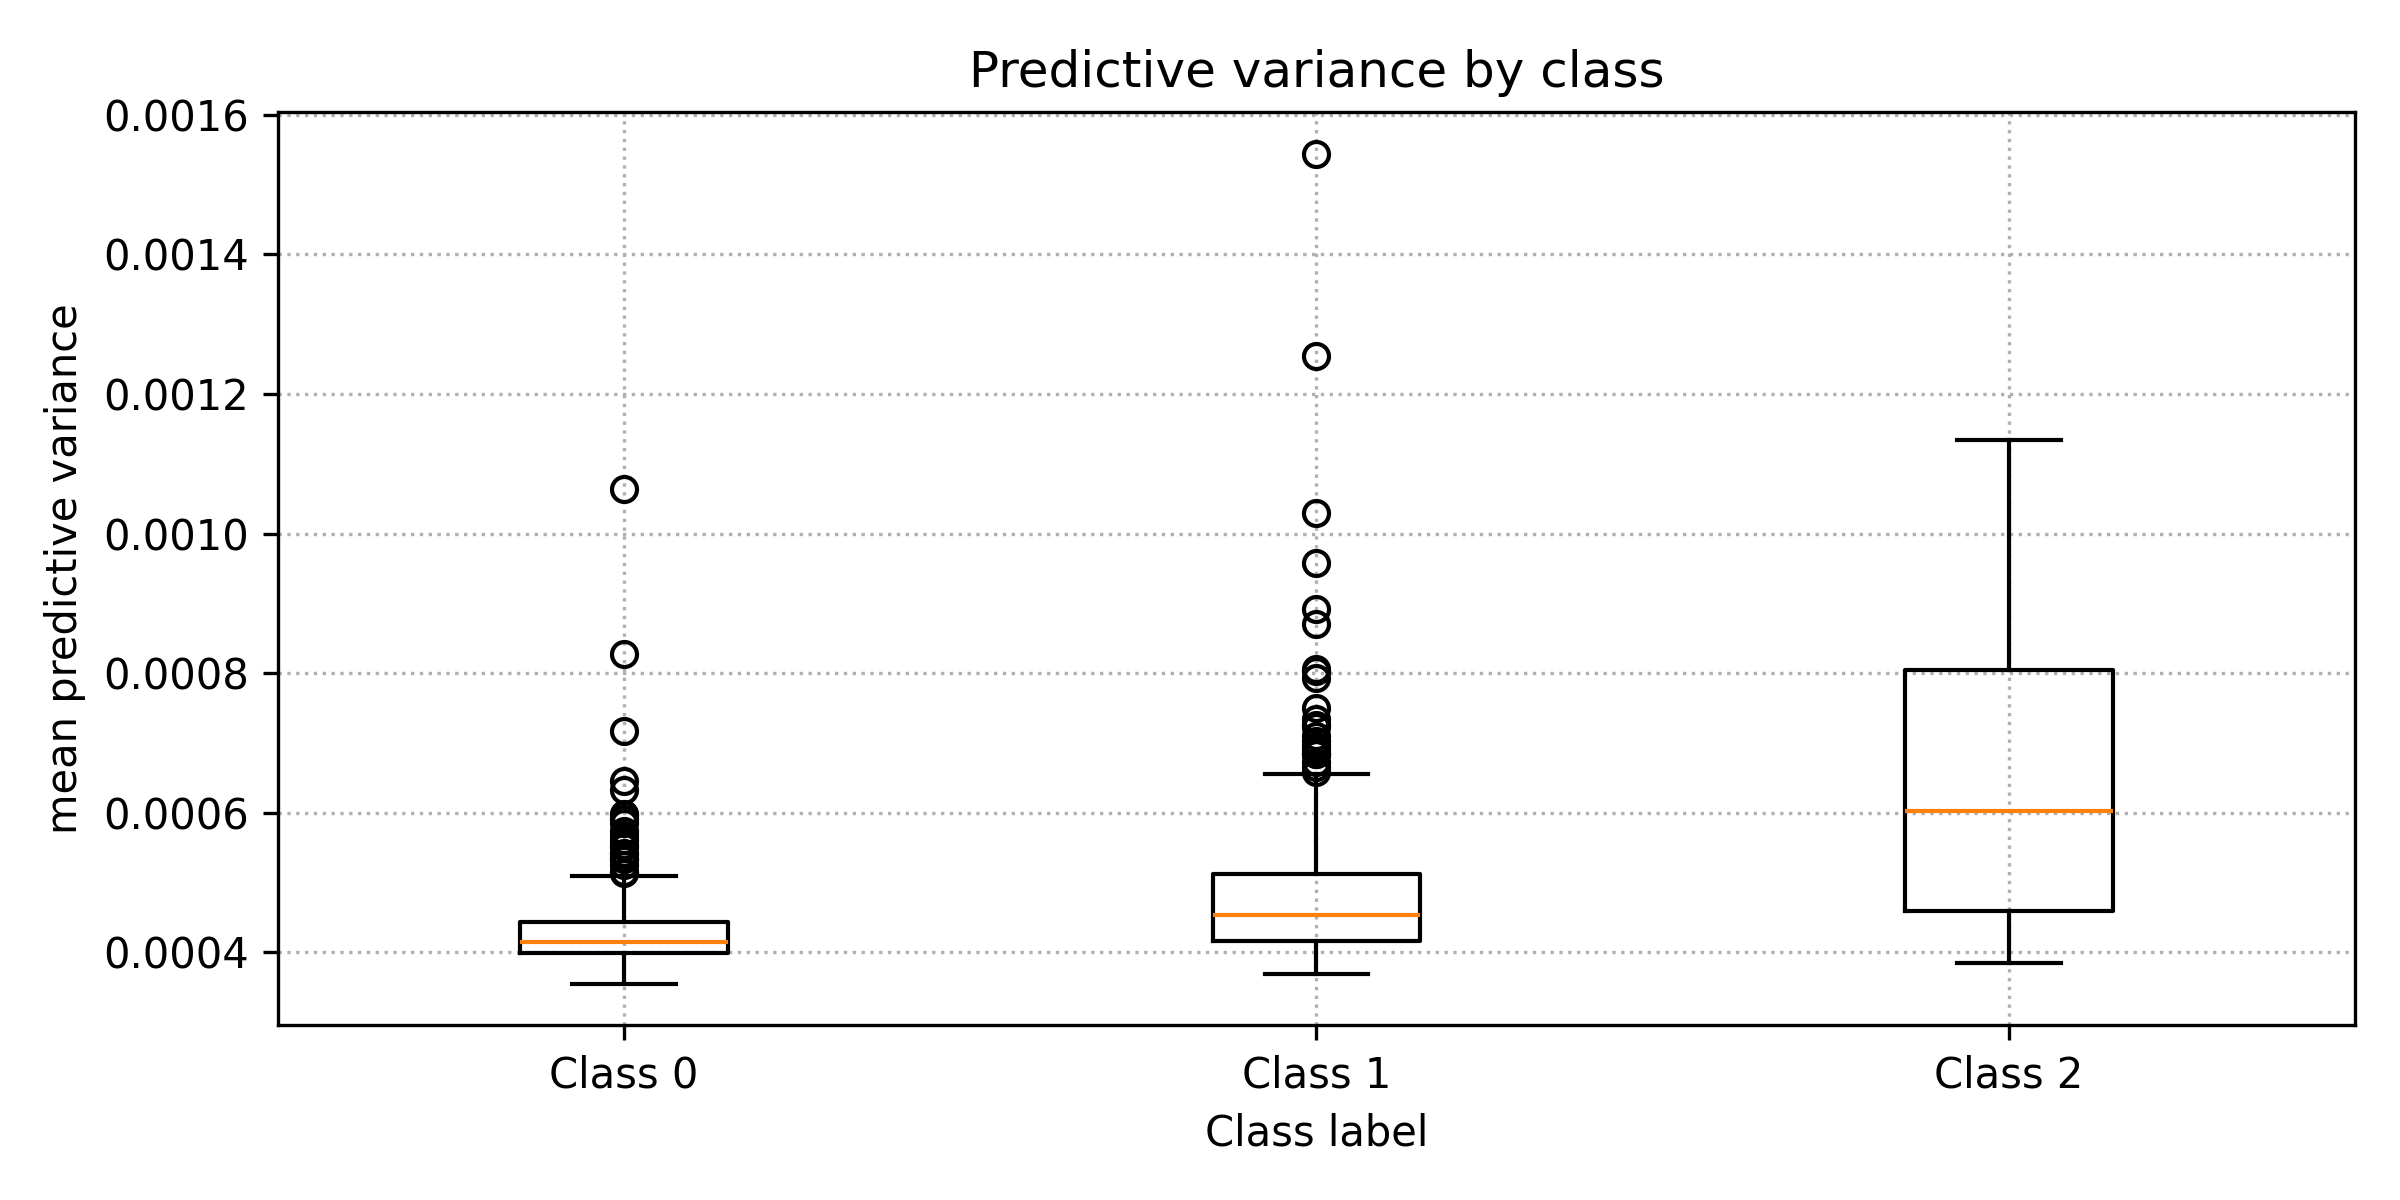 Predictive variance by class
0.0016
0.0014
0.0012
0.0010
0.0008
0.0006
0.0004
mean predictive variance
Class 0 Class 1 Class 2
Class label